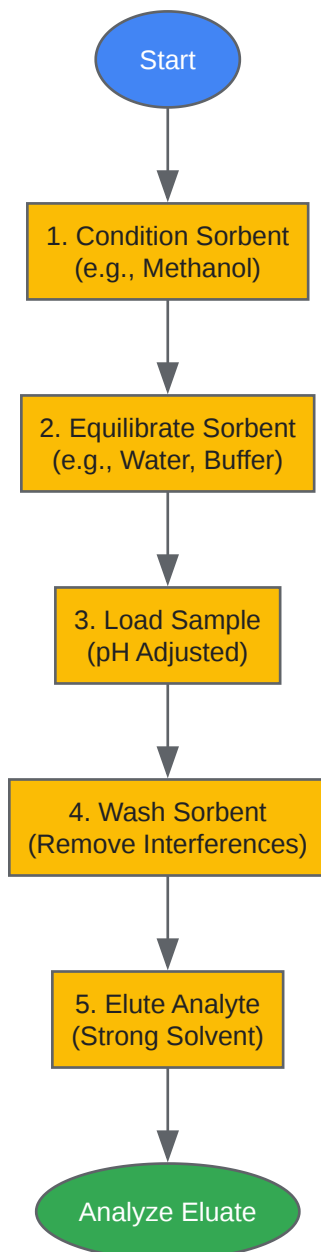 Start
1. Condition Sorbent
(e.g., Methanol)
2. Equilibrate Sorbent
(e.g., Water, Buffer)
3. Load Sample
(pH Adjusted)
4. Wash Sorbent
(Remove Interferences)
5. Elute Analyte
(Strong Solvent)
Analyze Eluate